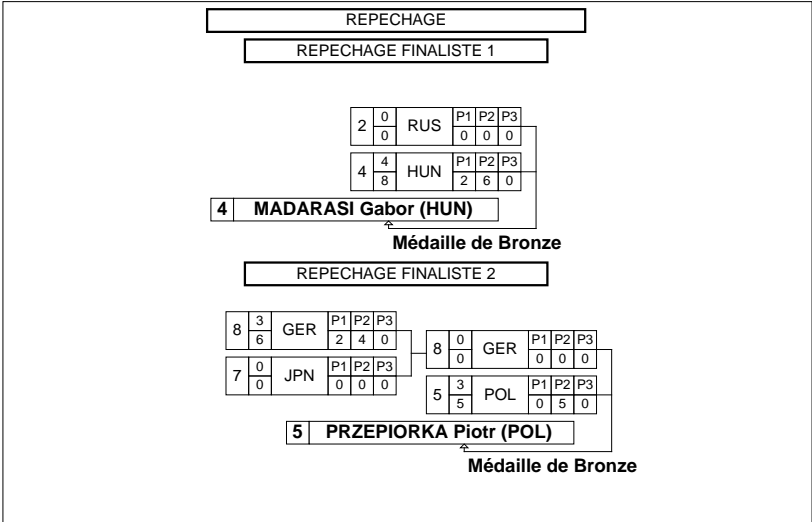 REPECHAGE
REPECHAGE FINALISTE 1
2 0 RUS P1 P2 P3
0 0 0 0
4 4 HUN P1 P2 P3
8 2 6 0
4 MADARASI Gabor (HUN)
Médaille de Bronze
REPECHAGE FINALISTE 2
8 3 GER P1 P2 P3
6 2 4 0
7 0 JPN P1 P2 P3
0 0 0 0
8 0 GER P1 P2 P3
0 0 0 0
5 3 POL P1 P2 P3
5 0 5 0
5 PRZEPIORKA Piotr (POL)
Médaille de Bronze